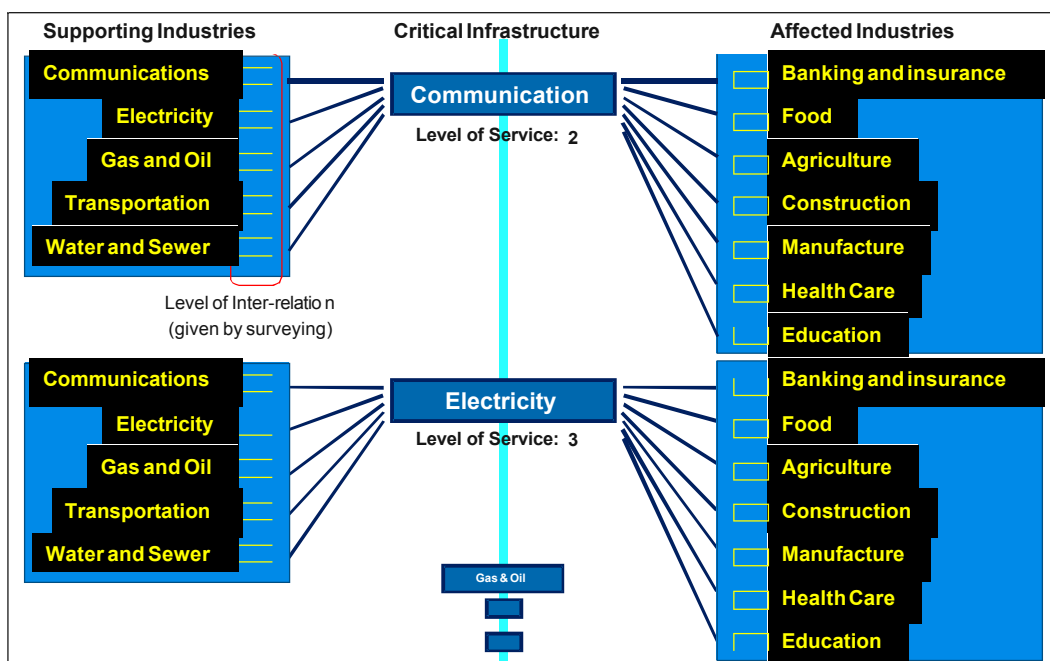 Supporting Industries
Critical Infrastructure
Affected Industries
Communications
Electricity
Gas and Oil
Transportation
Water and Sewer
Level of Inter-relation
(given by surveying)
Communication
Level of Service: 2
Banking and insurance
Food
Agriculture
Construction
Manufacture
Health Care
Education
Communications
Electricity
Gas and Oil
Transportation
Water and Sewer
Electricity
Level of Service: 3
Gas & Oil
Banking and insurance
Food
Agriculture
Construction
Manufacture
Health Care
Education